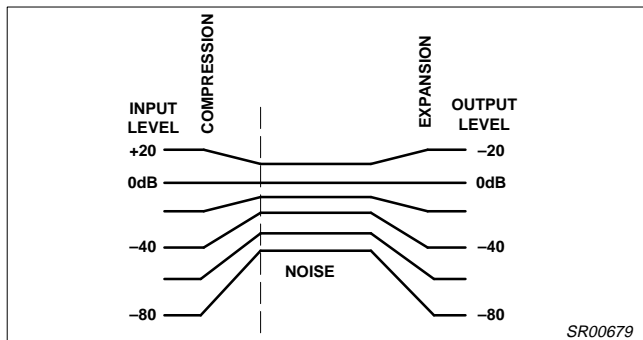 COMPRESSION
EXPANSION
INPUT
LEVEL
OUTPUT
LEVEL
+20
–20
0dB
0dB
–40
–40
NOISE
–80
–80
SR00679